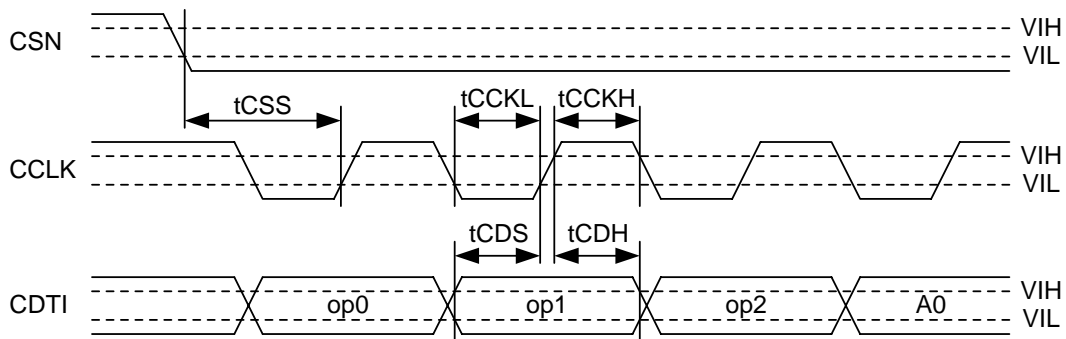 CSN
VIH
VIL
tCSS
tCCKL
tCCKH
CCLK
VIH
VIL
tCDS
tCDH
CDTI
op0
op1
op2
A0
VIH
VIL